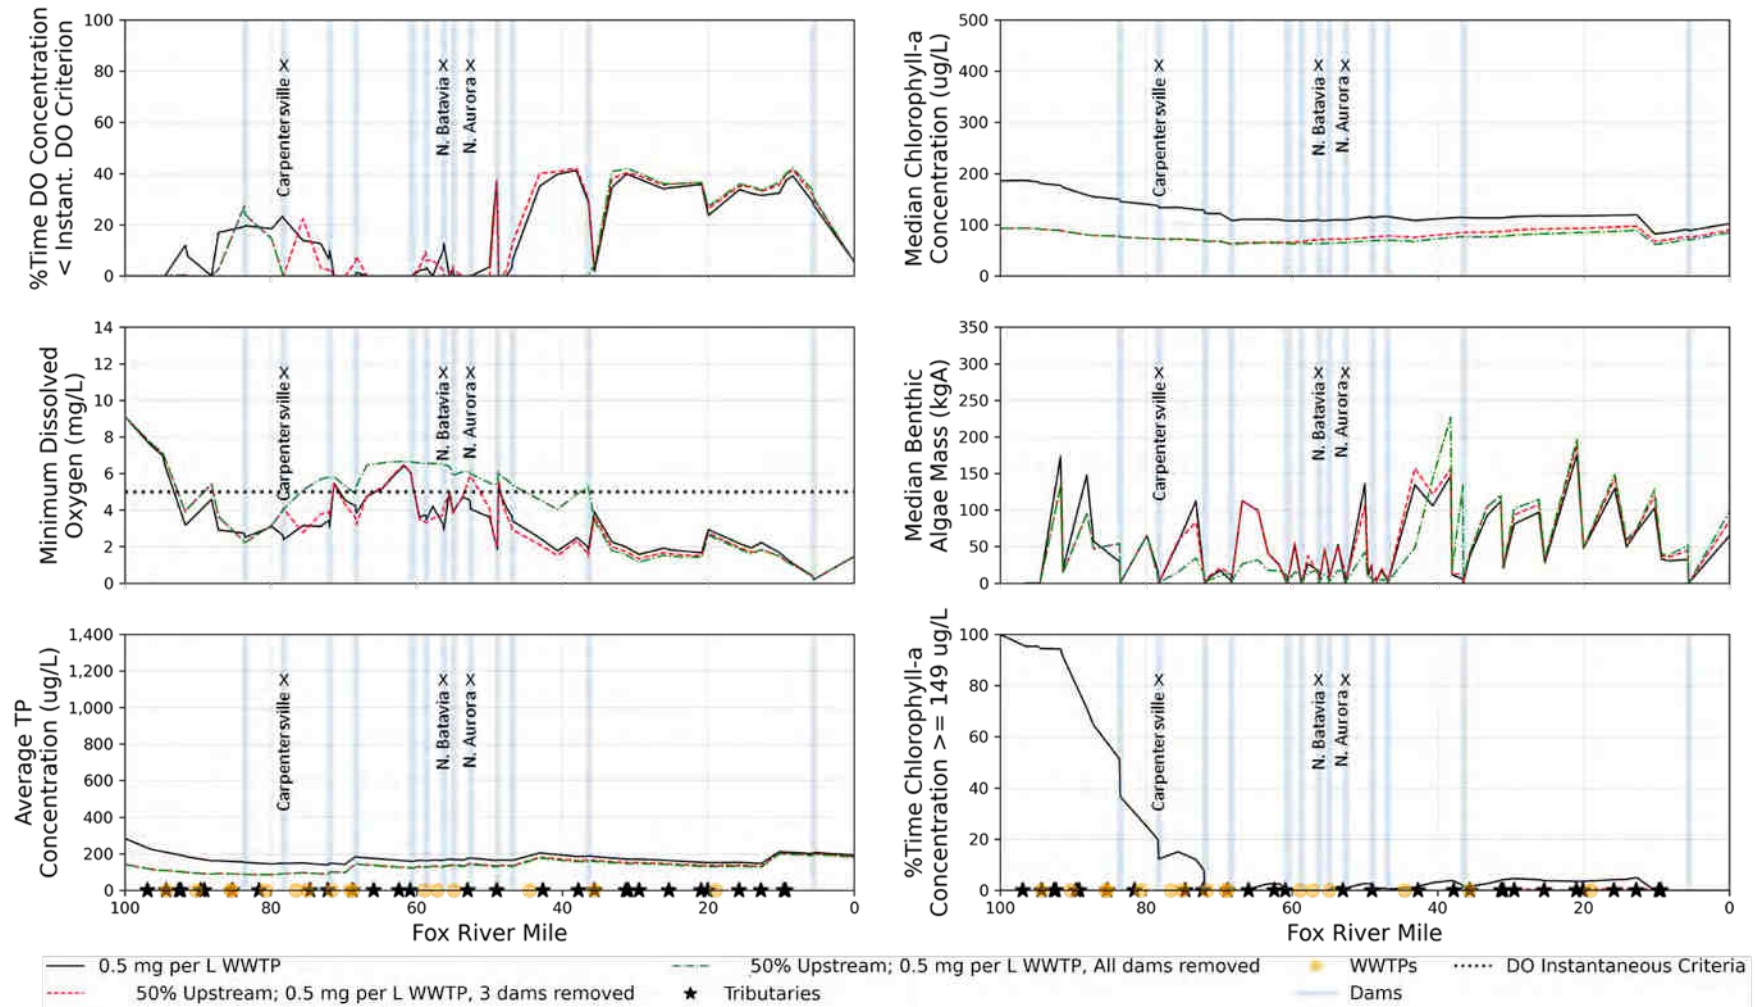 %Time DO Concentration
< Instant. DO Criterion
100
80
60
40
20
0
Carpentersville X
N. Batavia X
N. Aurora X
Median Chlorophyll-a
Concentration (ug/L)
500
400
300
200
100
0
Carpentersville X
N. Batavia X
N. Aurora X
Minimum Dissolved
Oxygen (mg/L)
14
12
10
8
6
4
2
0
Carpentersville X
N. Batavia X
N. Aurora X
Median Benthic
Algae Mass (kgA)
350
300
250
200
150
100
50
0
Carpentersville X
N. Batavia X
N. Aurora X
Average TP
Concentration (ug/L)
1,400
1,200
1,000
800
600
400
200
0
Carpentersville X
N. Batavia X
N. Aurora X
100 80 60 40 20 0
Fox River Mile
%Time Chlorophyll-a
Concentration >= 149 ug/L
100
80
60
40
20
0
Carpentersville X
N. Batavia X
N. Aurora X
100 80 60 40 20 0
Fox River Mile
0.5 mg per L WWTP
50% Upstream; 0.5 mg per L WWTP, All dams removed
WWTPs
DO Instantaneous Criteria
50% Upstream; 0.5 mg per L WWTP, 3 dams removed
Tributaries
Dams